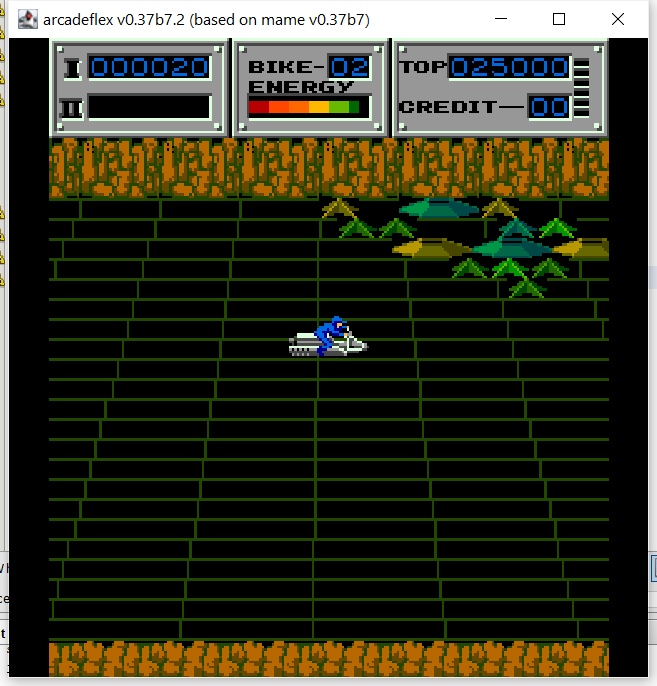 arcadeflex v0.37b7.2 (based on mame v0.37b7)
I 000020 BIKE-02 TOP 025000
ENERGY
II CREDIT— 00